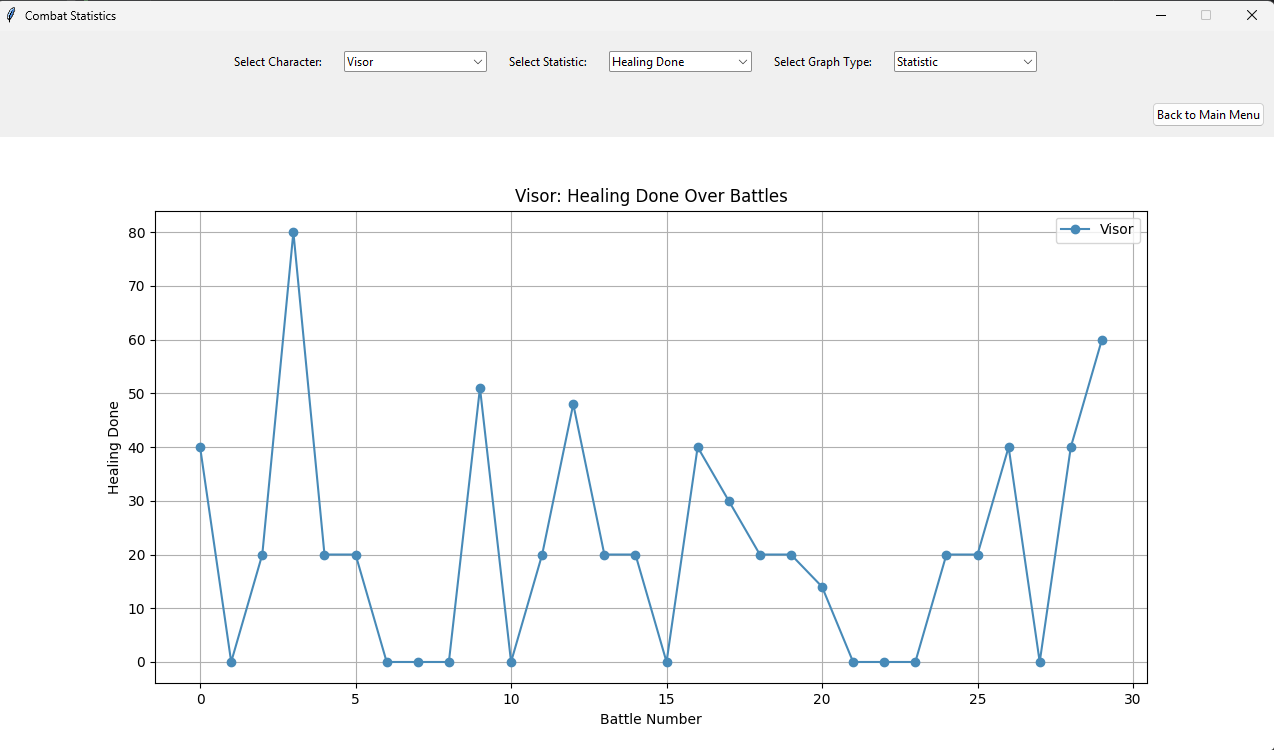 Combat Statistics
Select Character: Visor Select Statistic: Healing Done Select Graph Type: Statistic
Back to Main Menu
Visor: Healing Done Over Battles
Visor
80
70
60
50
40
30
20
10
0
Healing Done
0 5 10 15 20 25 30
Battle Number